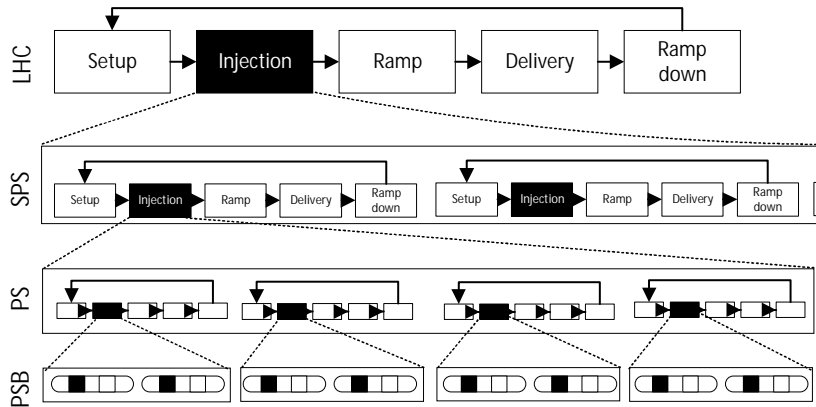 LHC
Setup
Injection
Ramp
Delivery
Ramp
down
SPS
Setup
Injection
Ramp
Delivery
Ramp
down
Setup
Injection
Ramp
Delivery
Ramp
down
PS
PSB